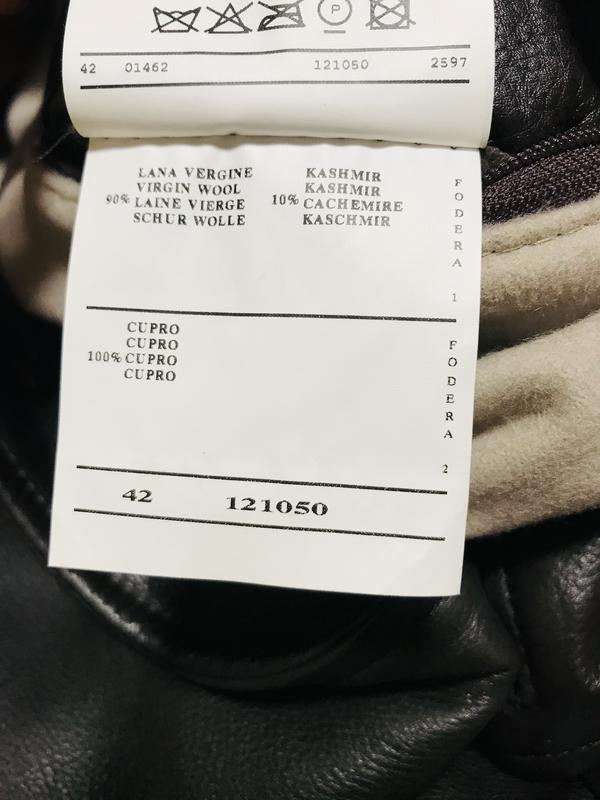 P
42 01462 121050 2597
LANA VERGINE
VIRGIN WOOL
90% LAINE VIERGE
SCHUR WOLLE
KASHMIR
KASHMIR
10% CACHEMIRE
KASCHMIR
FODERA 1
CUPRO
CUPRO
100% CUPRO
CUPRO
FODERA 2
42 121050